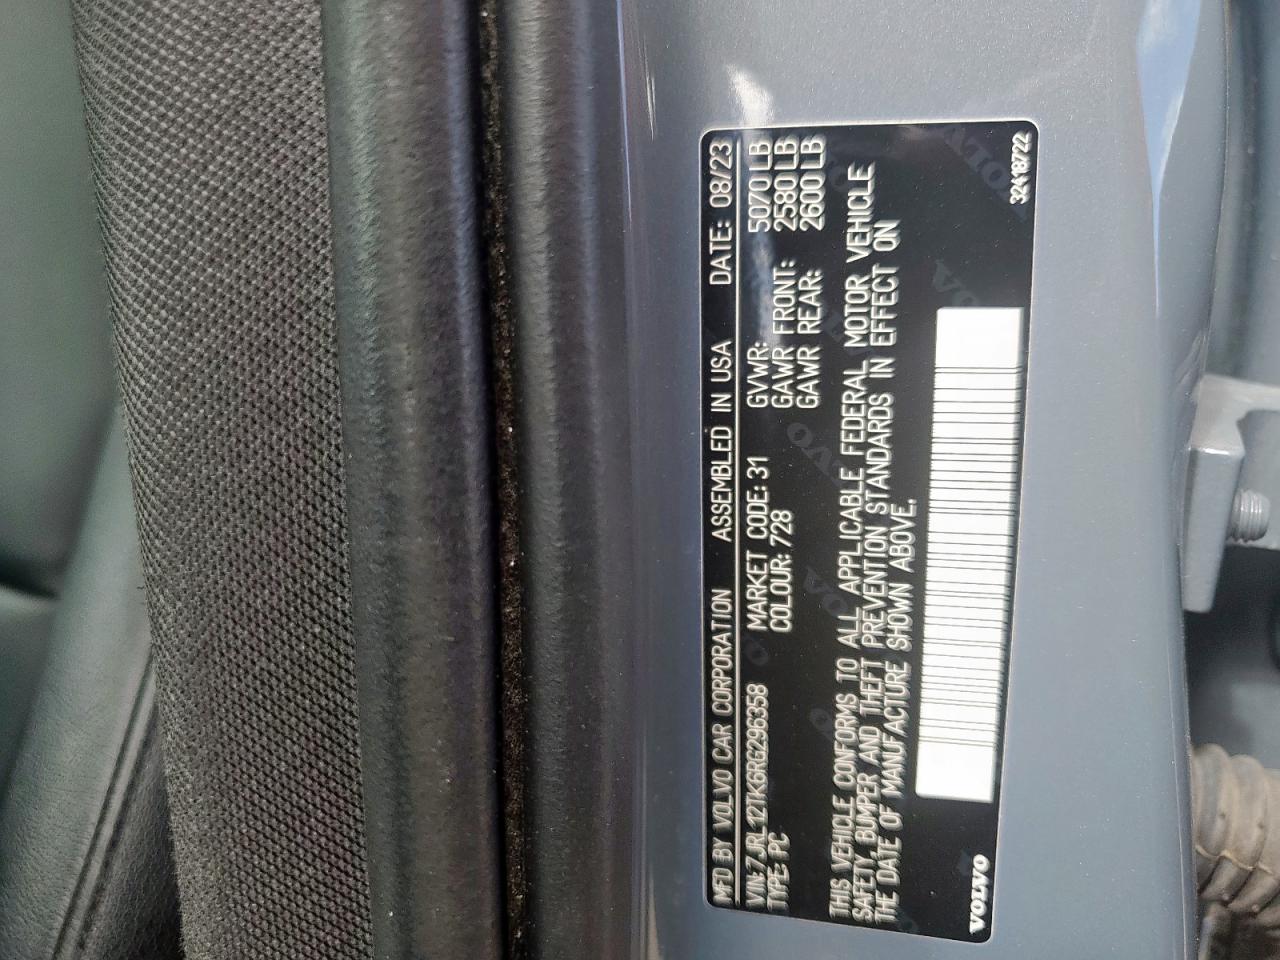 MFD BY VOLVO CAR CORPORATION ASSEMBLED IN USA DATE: 08/23
VIN: 7JRL12TK6RG296358 MARKET CODE: 31 GVWR: 5070 LB
TYPE: PC COLOUR: 728 GAWR FRONT: 2580 LB
GAWR REAR: 2600 LB
THIS VEHICLE CONFORMS TO ALL APPLICABLE FEDERAL MOTOR VEHICLE
SAFETY, BUMPER AND THEFT PREVENTION STANDARDS IN EFFECT ON
THE DATE OF MANUFACTURE SHOWN ABOVE.
VOLVO 32418722